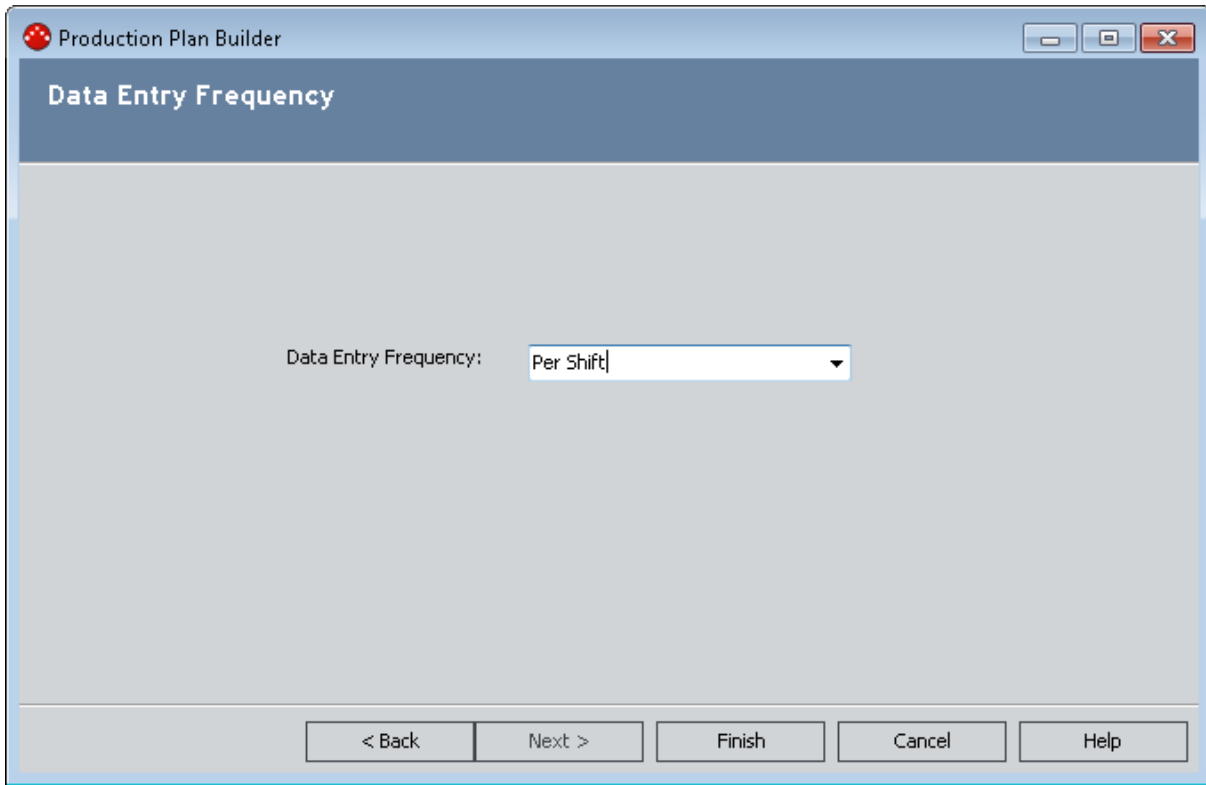 Production Plan Builder
Data Entry Frequency
Data Entry Frequency: Per Shift
< Back Next > Finish Cancel Help